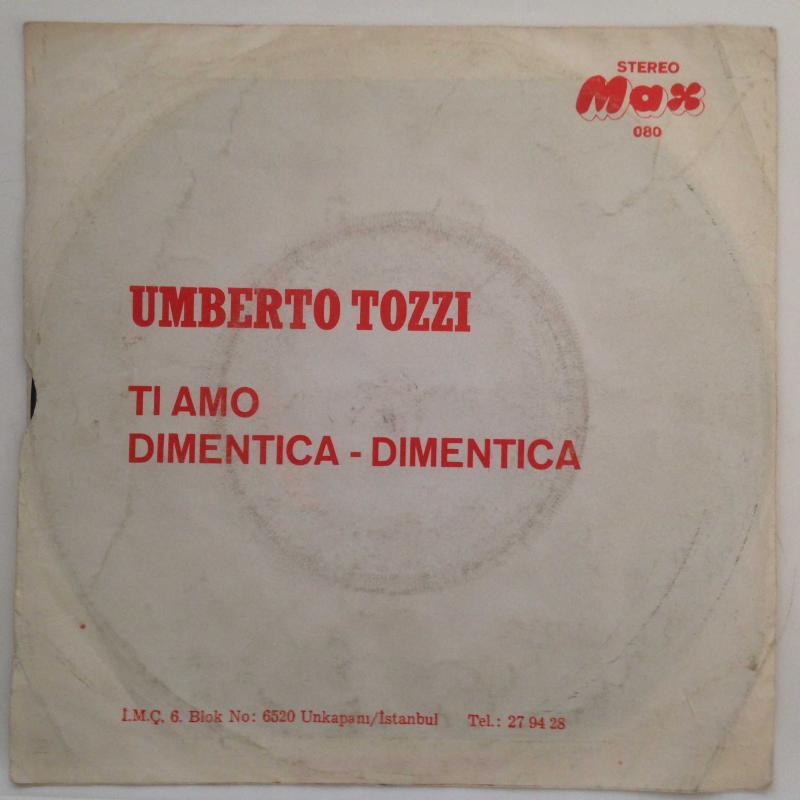 STEREO
Max
080
UMBERTO TOZZI
TI AMO
DIMENTICA - DIMENTICA
İ.M.Ç. 6. Blok No: 6520 Unkapanı/İstanbul Tel.: 27 94 28